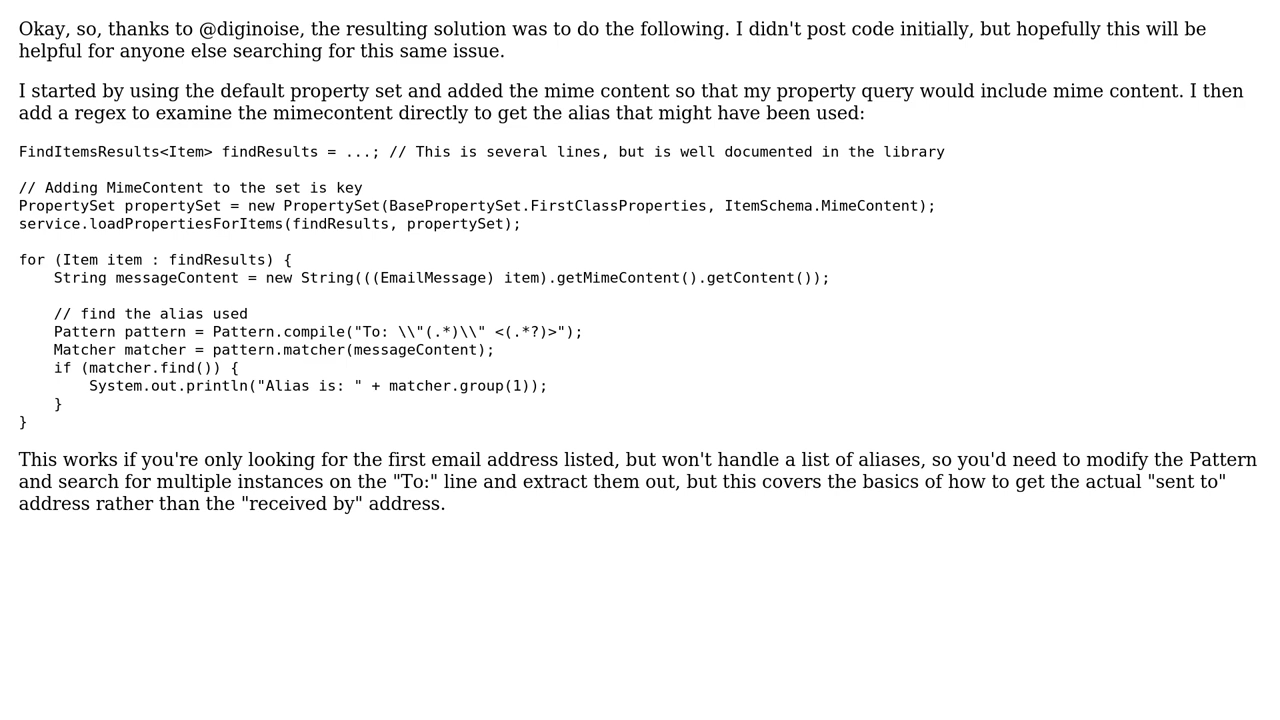 Okay, so, thanks to @diginoise, the resulting solution was to do the following. I didn't post code initially, but hopefully this will be
helpful for anyone else searching for this same issue.
I started by using the default property set and added the mime content so that my property query would include mime content. I then
add a regex to examine the mimecontent directly to get the alias that might have been used:
FindItemsResults<Item> findResults = ...; // This is several lines, but is well documented in the library
// Adding MimeContent to the set is key
PropertySet propertySet = new PropertySet(BasePropertySet.FirstClassProperties, ItemSchema.MimeContent);
service.loadPropertiesForItems(findResults, propertySet);
for (Item item : findResults) {
    String messageContent = new String(((EmailMessage) item).getMimeContent().getContent());
    // find the alias used
    Pattern pattern = Pattern.compile("To: \\"(.*)\\" <(.*?)>");
    Matcher matcher = pattern.matcher(messageContent);
    if (matcher.find()) {
        System.out.println("Alias is: " + matcher.group(1));
    }
}
This works if you're only looking for the first email address listed, but won't handle a list of aliases, so you'd need to modify the Pattern
and search for multiple instances on the "To:" line and extract them out, but this covers the basics of how to get the actual "sent to"
address rather than the "received by" address.